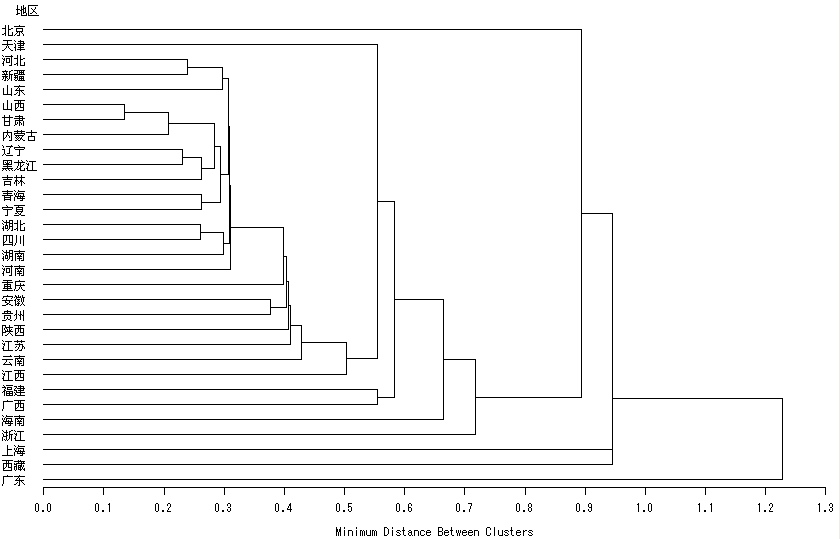 地区
北京
天津
河北
新疆
山东
山西
甘肃
内蒙古
辽宁
黑龙江
吉林
青海
宁夏
湖北
四川
湖南
河南
重庆
安徽
贵州
陕西
江苏
云南
江西
福建
广西
海南
浙江
上海
西藏
广东
0.0 0.1 0.2 0.3 0.4 0.5 0.6 0.7 0.8 0.9 1.0 1.1 1.2 1.3
Minimum Distance Between Clusters